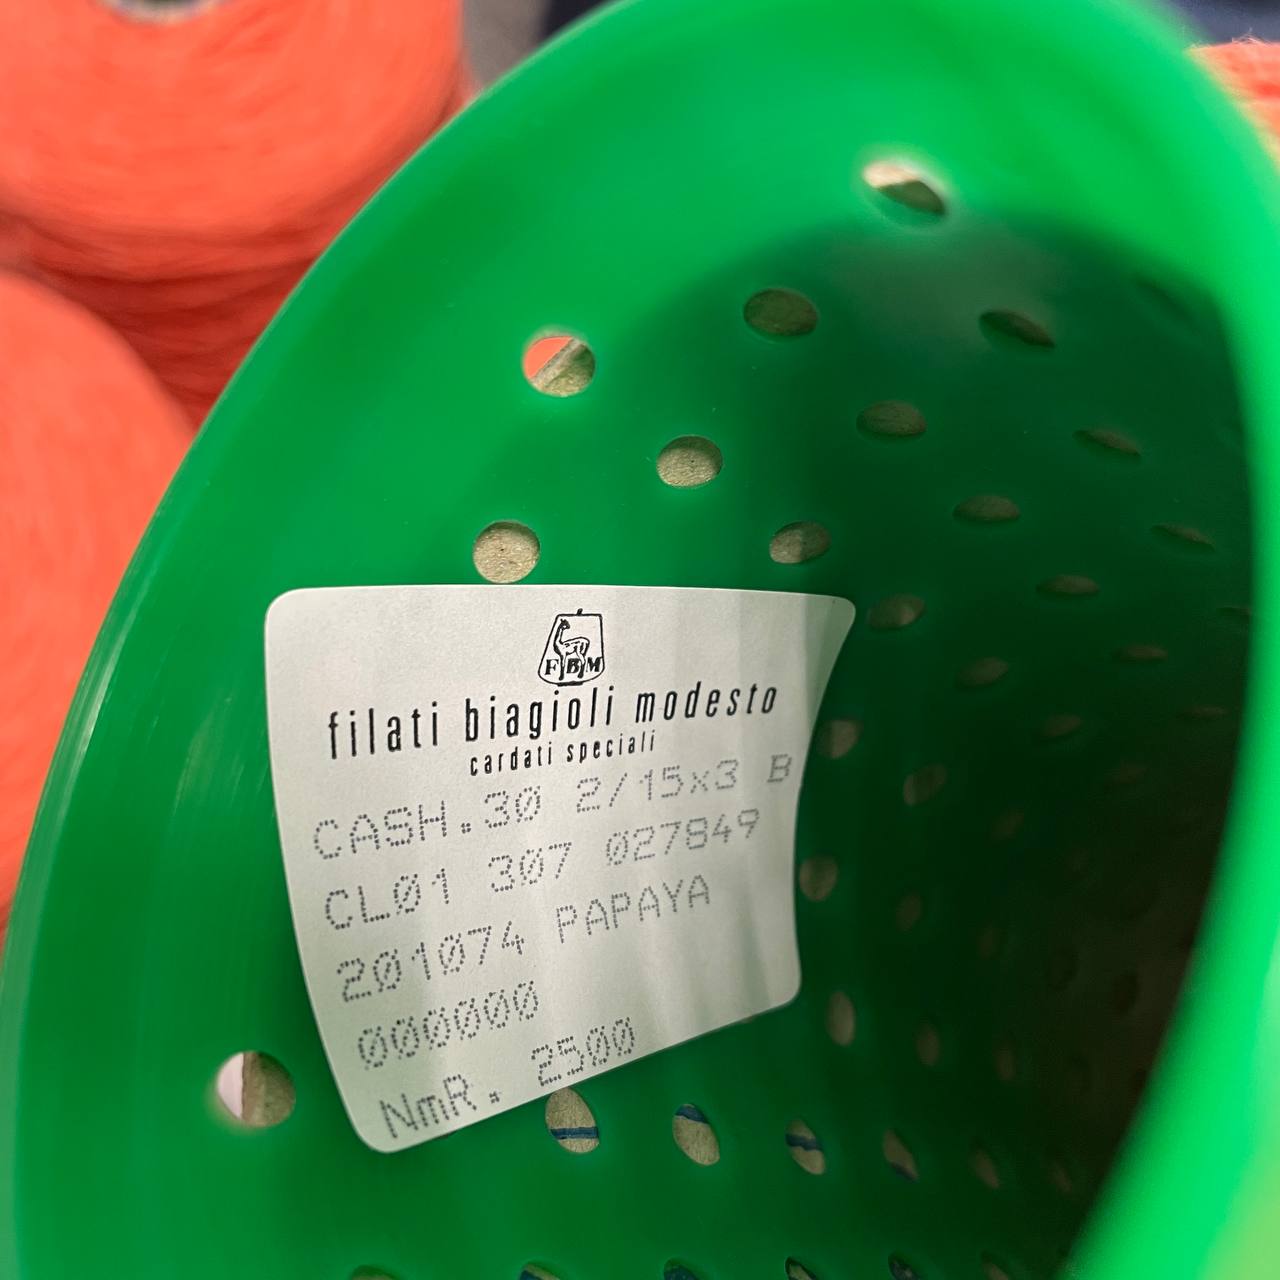 FBM
filati biagioli modesto
cardati speciali
CASH.30 2/15x3 B
CL01 307 027849
201074 PAPAYA
000000
NmR. 2500